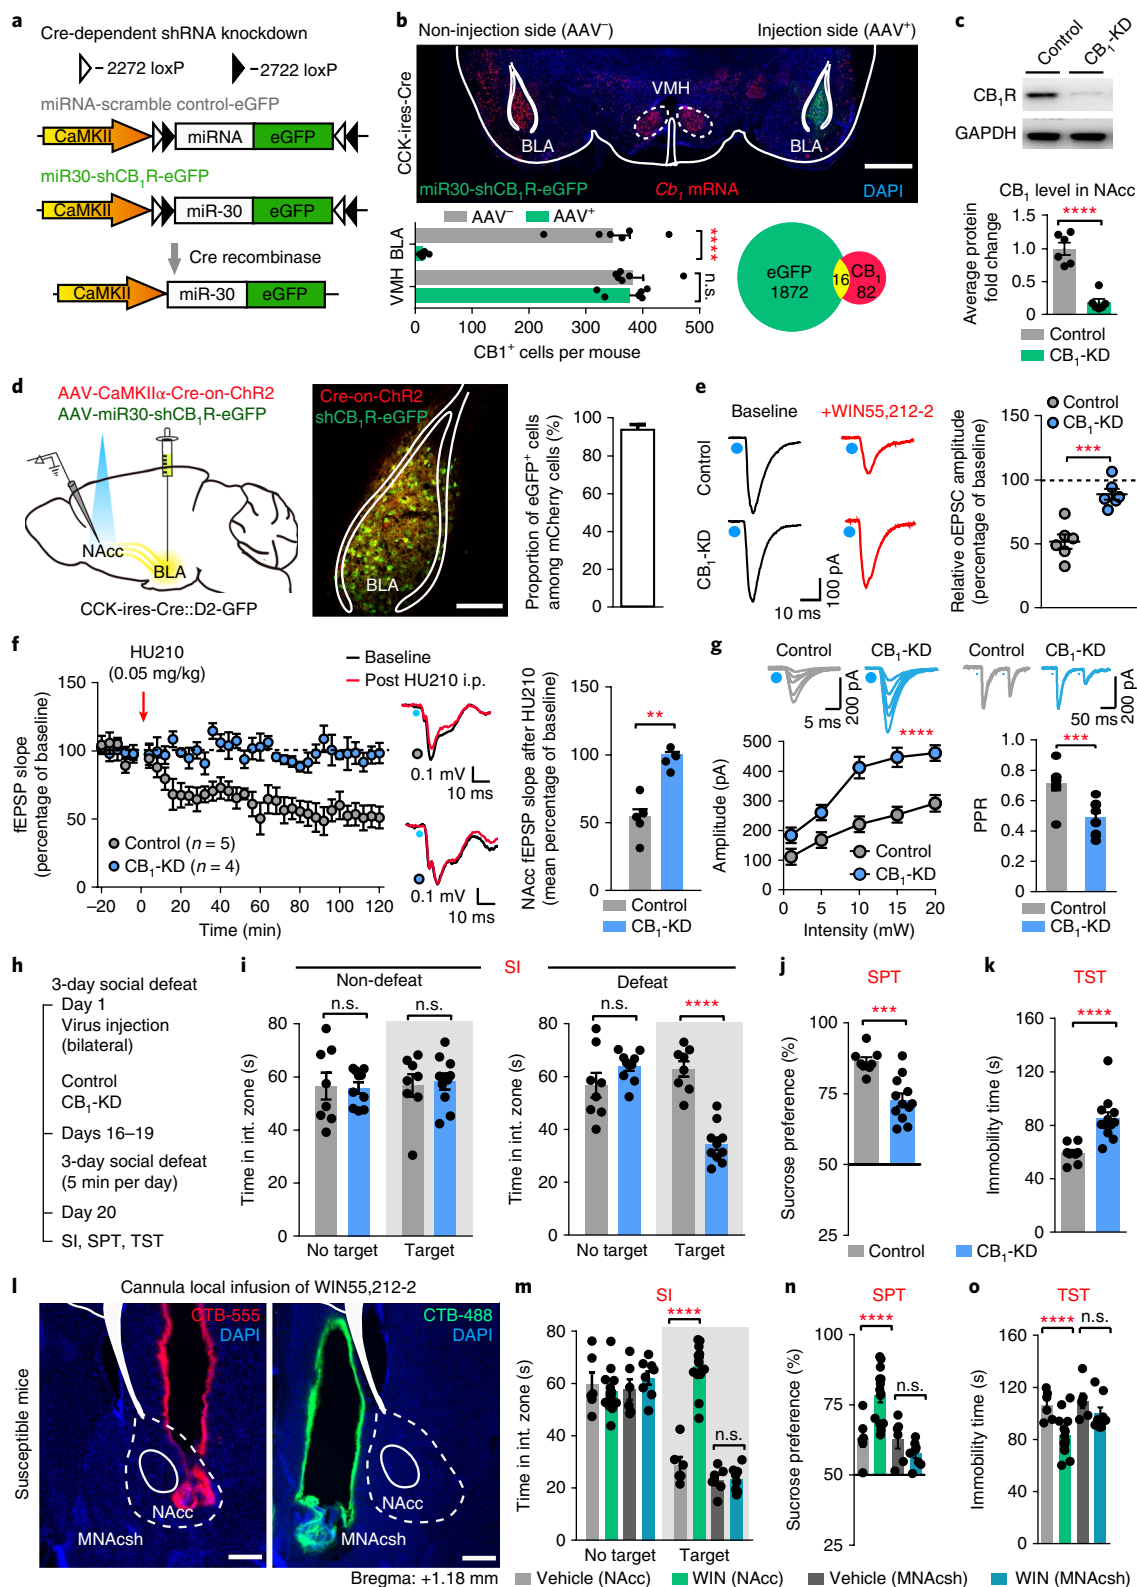 a
Cre-dependent shRNA knockdown
–2272 loxP
–2722 loxP
miRNA-scramble control-eGFP
CaMKII
miRNA
eGFP
miR30-shCB1R-eGFP
CaMKII
miR-30
eGFP
Cre recombinase
CaMKII
miR-30
eGFP
b
Non-injection side (AAV–)
Injection side (AAV+)
CCK-ires-Cre
VMH
BLA
BLA
miR30-shCB1R-eGFP
Cb1 mRNA
DAPI
AAV–
AAV+
BLA
VMH
****
n.s.
0 100 200 300 400 500
CB1+ cells per mouse
eGFP
1872
16
CB1
82
c
Control
CB1-KD
CB1R
GAPDH
CB1 level in NAcc
****
Average protein
fold change
1.5
1.0
0.5
0
Control
CB1-KD
d
AAV-CaMKIIα-Cre-on-ChR2
AAV-miR30-shCB1R-eGFP
NAcc
BLA
CCK-ires-Cre::D2-GFP
Cre-on-ChR2
shCB1R-eGFP
BLA
Proportion of eGFP+ cells
among mCherry cells (%)
100
80
60
40
20
0
e
Baseline
+WIN55,212-2
Control
CB1-KD
10 ms
100 pA
Control
CB1-KD
***
Relative oEPSC amplitude
(percentage of baseline)
150
100
50
0
f
HU210
(0.05 mg/kg)
fEPSP slope
(percentage of baseline)
150
100
50
0
Control (n = 5)
CB1-KD (n = 4)
–20 0 20 40 60 80 100 120
Time (min)
Baseline
Post HU210 i.p.
0.1 mV
10 ms
0.1 mV
10 ms
NAcc fEPSP slope after HU210
(mean percentage of baseline)
150
100
50
0
**
Control
CB1-KD
g
Control
CB1-KD
5 ms
200 pA
Control
CB1-KD
50 ms
200 pA
****
Amplitude (pA)
500
400
300
200
100
0
Control
CB1-KD
0 5 10 15 20
Intensity (mW)
PPR
1.0
0.8
0.6
0.4
0.2
0
***
Control
CB1-KD
h
3-day social defeat
Day 1
Virus injection
(bilateral)
Control
CB1-KD
Days 16–19
3-day social defeat
(5 min per day)
Day 20
SI, SPT, TST
i
SI
Non-defeat
Defeat
n.s.
n.s.
Time in int. zone (s)
80
60
40
20
0
No target
Target
n.s.
****
Time in int. zone (s)
80
60
40
20
0
No target
Target
j
SPT
***
Sucrose preference (%)
100
75
50
25
k
TST
****
Immobility time (s)
160
120
80
40
0
Control
CB1-KD
l
Cannula local infusion of WIN55,212-2
Susceptible mice
CTB-555
DAPI
NAcc
MNAcsh
CTB-488
DAPI
NAcc
MNAcsh
Bregma: +1.18 mm
m
SI
****
n.s.
Time in int. zone (s)
80
60
40
20
0
No target
Target
n
SPT
****
n.s.
Sucrose preference (%)
100
75
50
25
o
TST
****
n.s.
Immobility time (s)
160
120
80
40
0
Vehicle (NAcc)
WIN (NAcc)
Vehicle (MNAcsh)
WIN (MNAcsh)